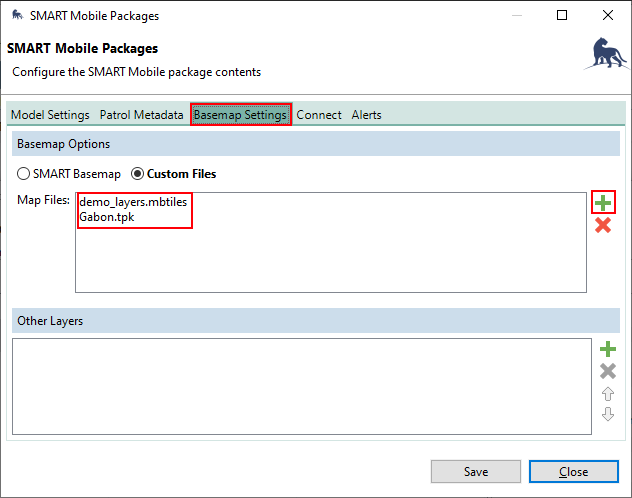 SMART Mobile Packages
SMART Mobile Packages
Configure the SMART Mobile package contents
Model Settings Patrol Metadata Basemap Settings Connect Alerts
Basemap Options
SMART Basemap Custom Files
Map Files:
demo_layers.mbtiles
Gabon.tpk
Other Layers
Save Close